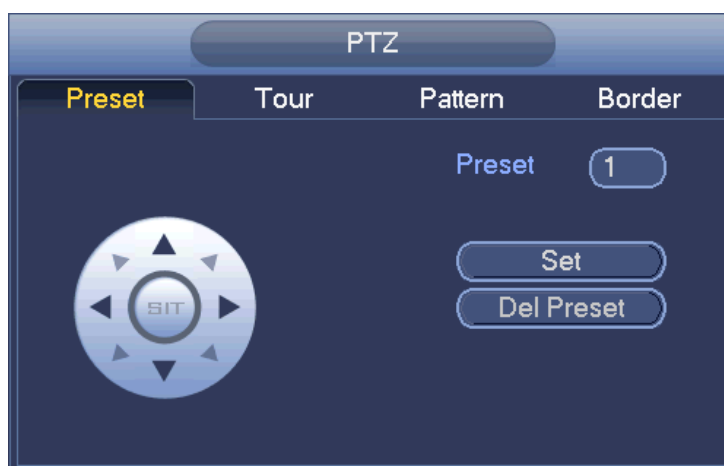 PTZ
Preset Tour Pattern Border
Preset 1
Set
SIT
Del Preset